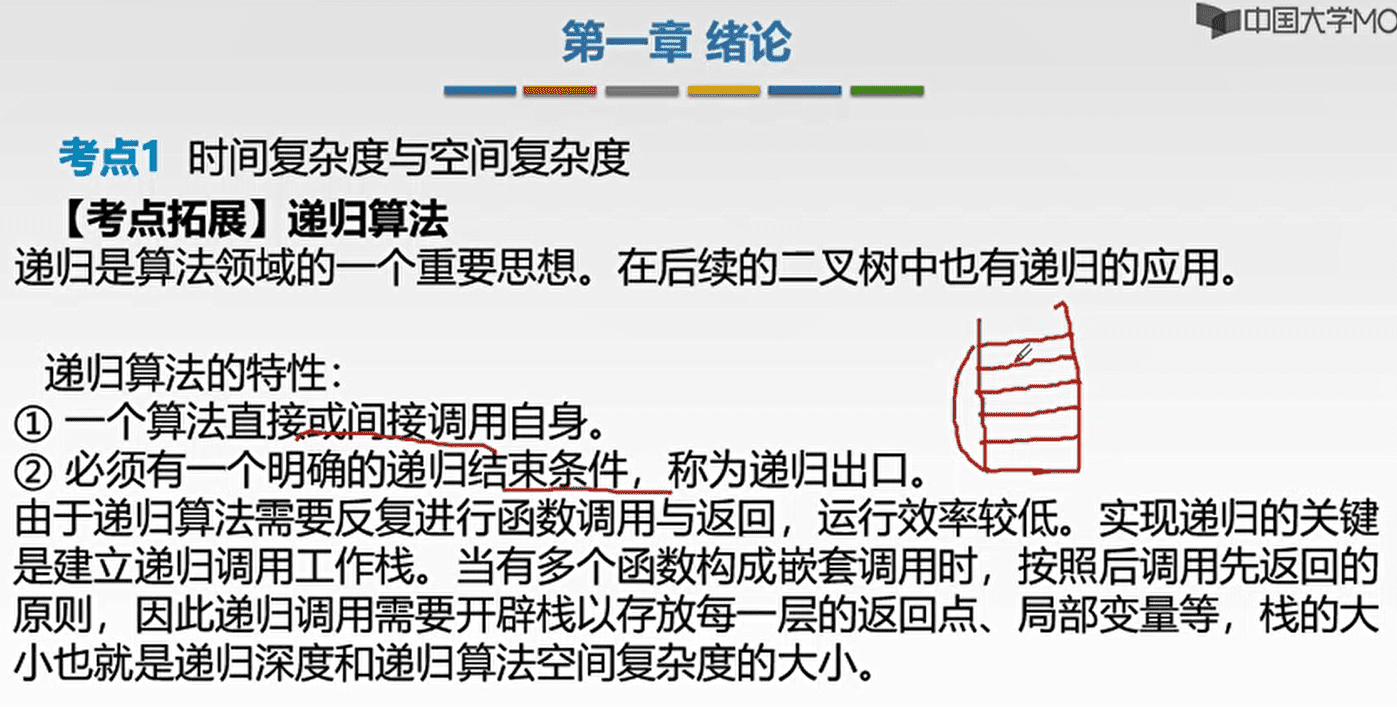 中国大学MO
第一章 绪论
考点1 时间复杂度与空间复杂度
【考点拓展】递归算法
递归是算法领域的一个重要思想。在后续的二叉树中也有递归的应用。
递归算法的特性：
① 一个算法直接或间接调用自身。
② 必须有一个明确的递归结束条件，称为递归出口。
由于递归算法需要反复进行函数调用与返回，运行效率较低。实现递归的关键
是建立递归调用工作栈。当有多个函数构成嵌套调用时，按照后调用先返回的
原则，因此递归调用需要开辟栈以存放每一层的返回点、局部变量等，栈的大
小也就是递归深度和递归算法空间复杂度的大小。